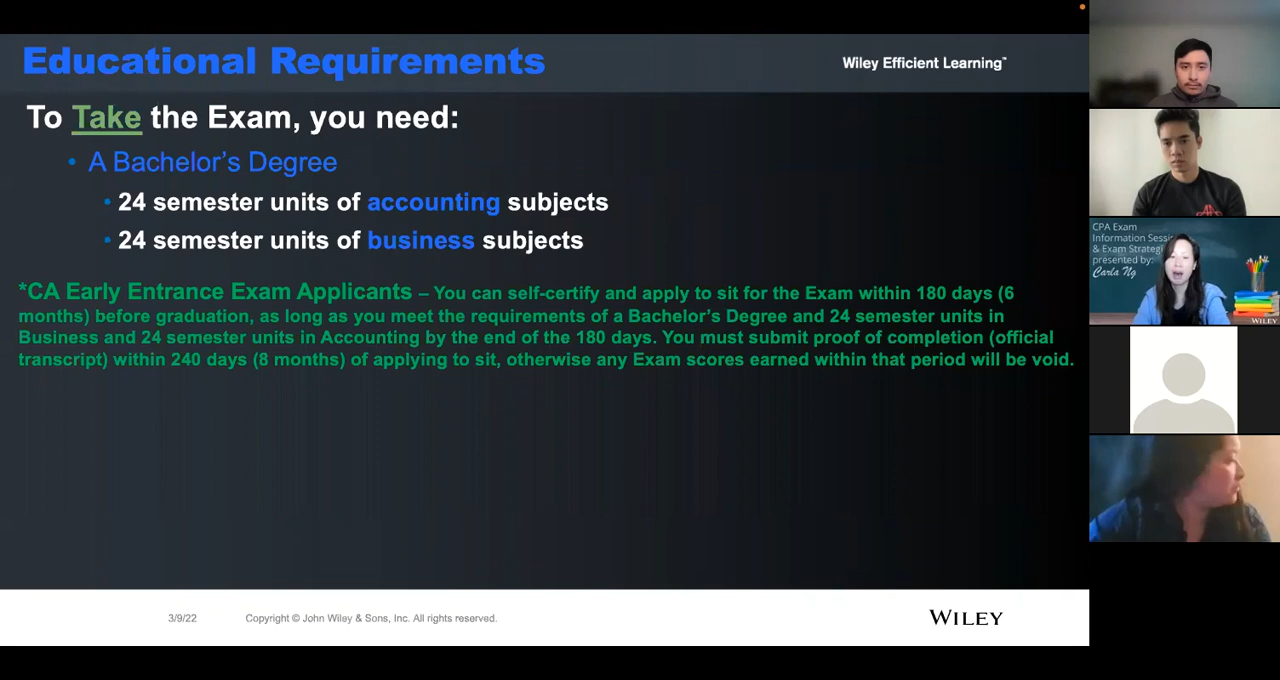 Educational Requirements
Wiley Efficient Learning™
To Take the Exam, you need:
• A Bachelor's Degree
• 24 semester units of accounting subjects
• 24 semester units of business subjects
*CA Early Entrance Exam Applicants – You can self-certify and apply to sit for the Exam within 180 days (6
months) before graduation, as long as you meet the requirements of a Bachelor's Degree and 24 semester units in
Business and 24 semester units in Accounting by the end of the 180 days. You must submit proof of completion (official
transcript) within 240 days (8 months) of applying to sit, otherwise any Exam scores earned within that period will be void.
3/9/22
Copyright © John Wiley & Sons, Inc. All rights reserved.
WILEY
CPA Exam
Information Sessi
& Exam Strategi
presented by:
Carla Ng
WILEY